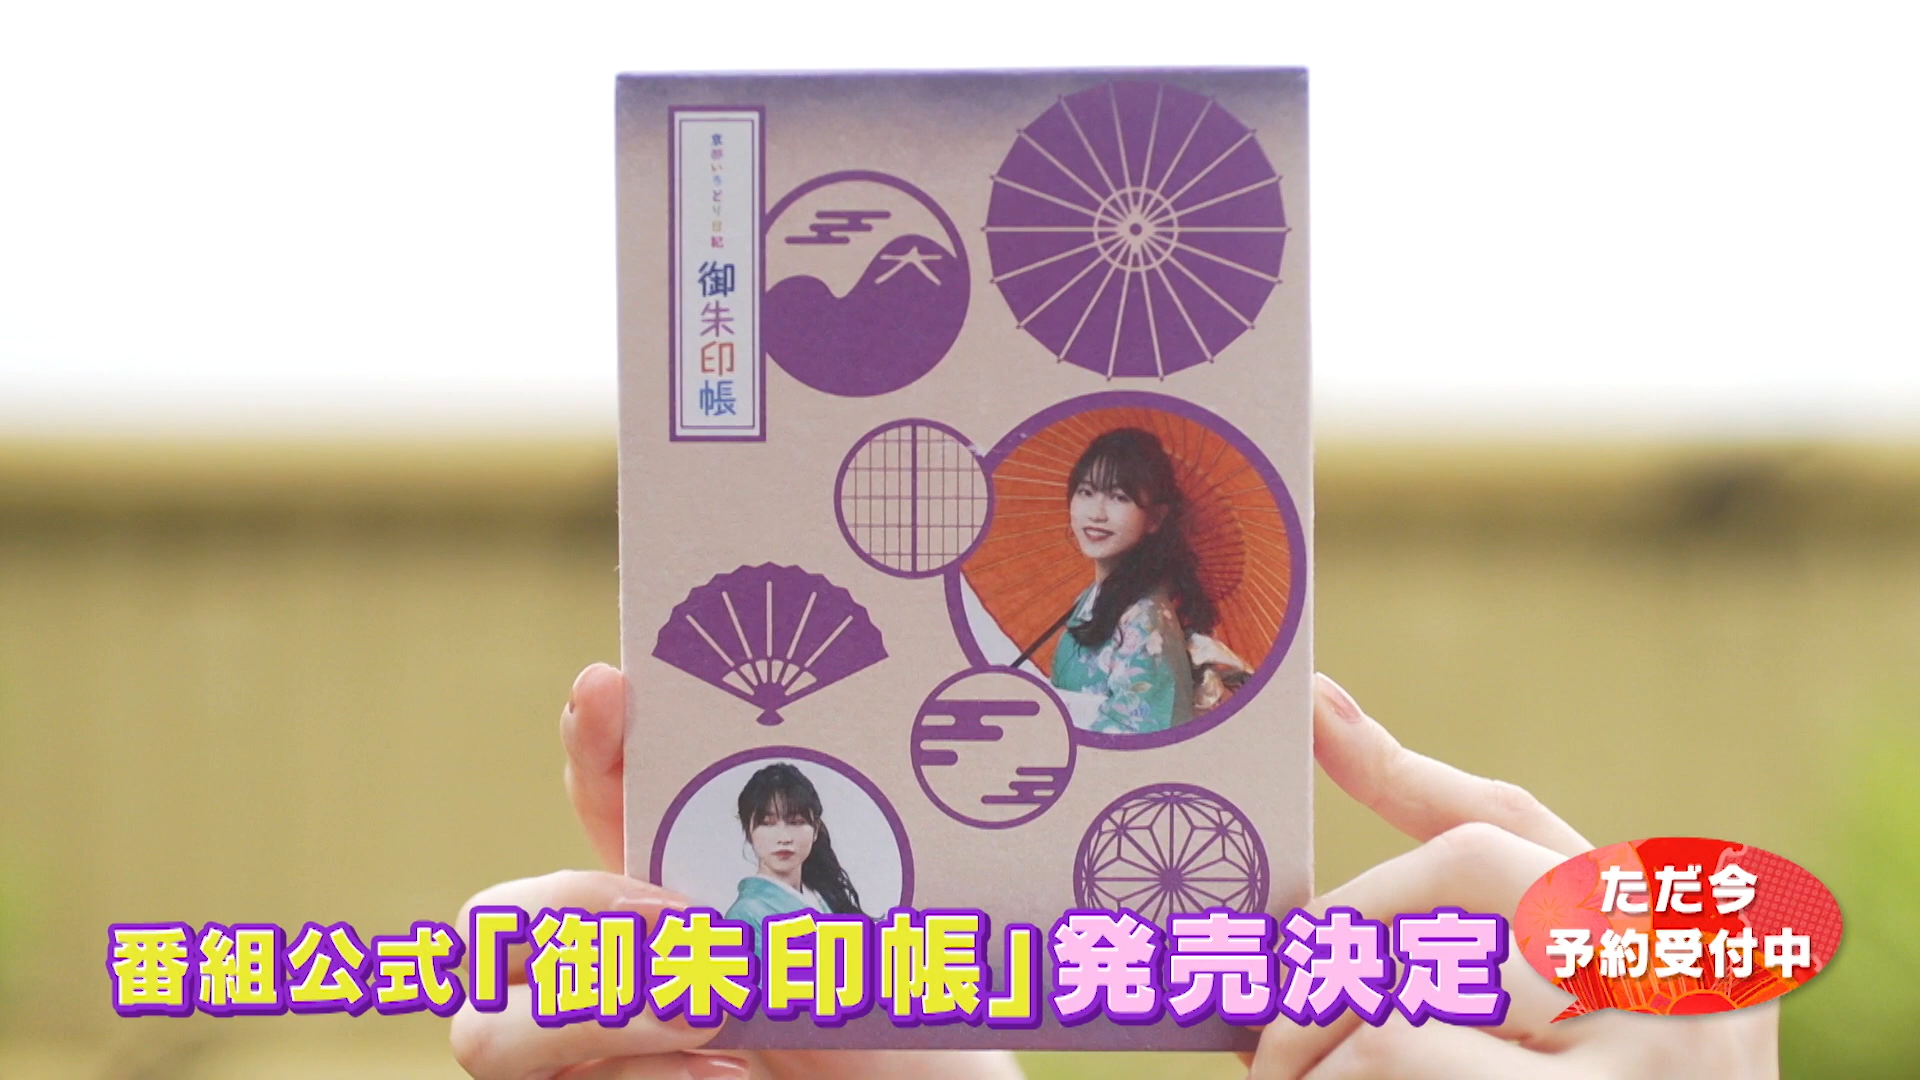 京都いろどり日記
御朱印帳
大
番組公式「御朱印帳」発売決定
ただ今
予約受付中